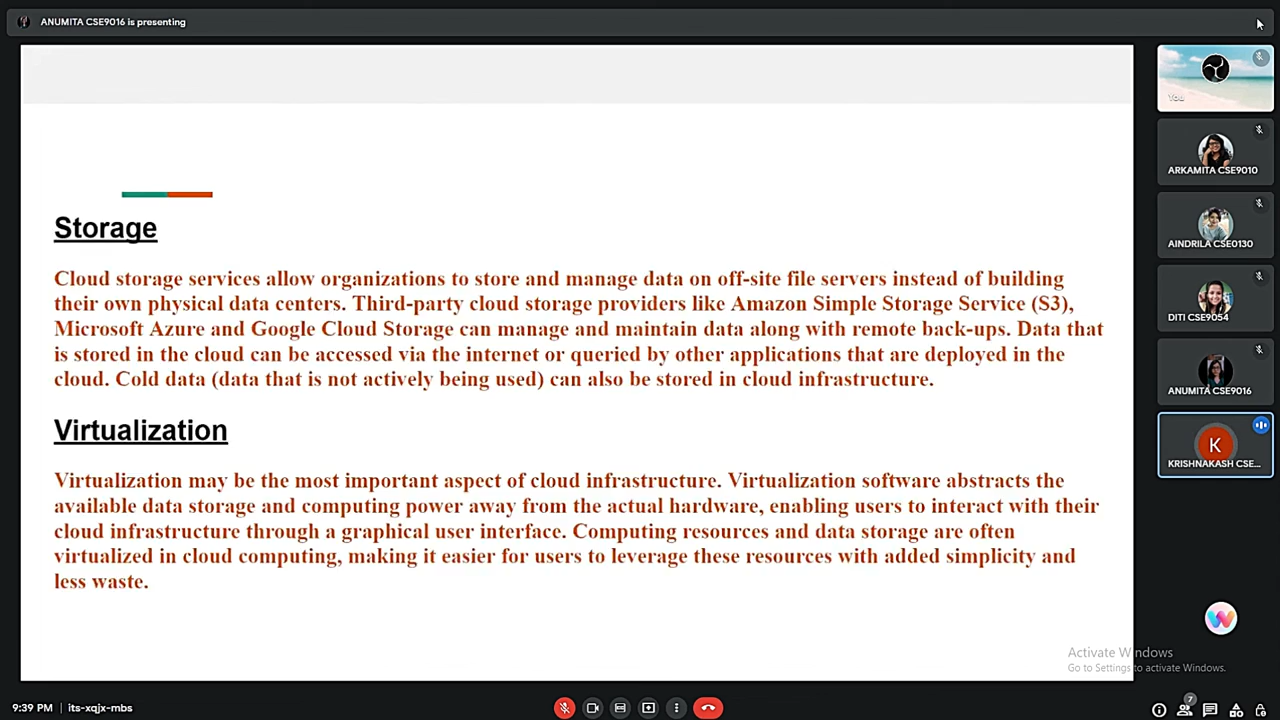 ANUMITA CSE9016 is presenting
Storage
Cloud storage services allow organizations to store and manage data on off-site file servers instead of building
their own physical data centers. Third-party cloud storage providers like Amazon Simple Storage Service (S3),
Microsoft Azure and Google Cloud Storage can manage and maintain data along with remote back-ups. Data that
is stored in the cloud can be accessed via the internet or queried by other applications that are deployed in the
cloud. Cold data (data that is not actively being used) can also be stored in cloud infrastructure.
Virtualization
Virtualization may be the most important aspect of cloud infrastructure. Virtualization software abstracts the
available data storage and computing power away from the actual hardware, enabling users to interact with their
cloud infrastructure through a graphical user interface. Computing resources and data storage are often
virtualized in cloud computing, making it easier for users to leverage these resources with added simplicity and
less waste.
You
ARKAMITA CSE9010
AINDRILA CSE0130
DITI CSE9054
ANUMITA CSE9016
K
KRISHNAKASH CSE...
W
Activate Windows
Go to Settings to activate Windows.
9:39 PM | its-xqjx-mbs
7